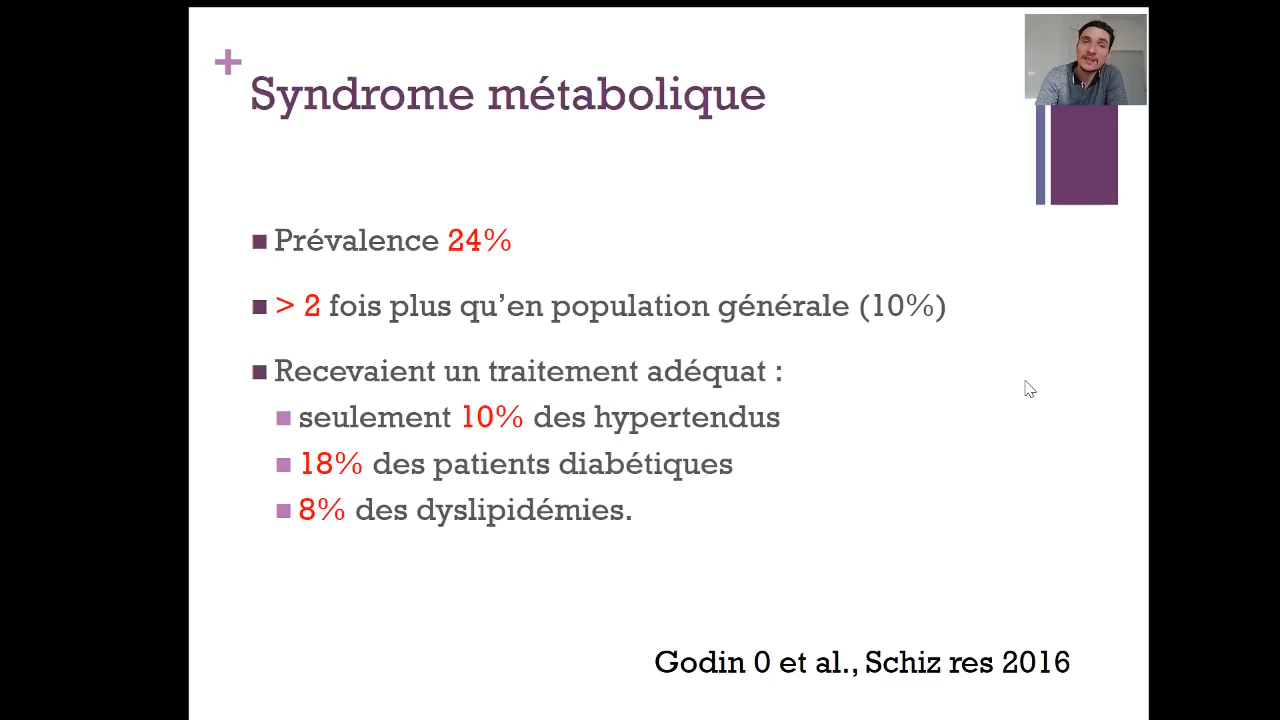 +
Syndrome métabolique
Prévalence 24%
> 2 fois plus qu’en population générale (10%)
Recevaient un traitement adéquat :
seulement 10% des hypertendus
18% des patients diabétiques
8% des dyslipidémies.
Godin 0 et al., Schiz res 2016